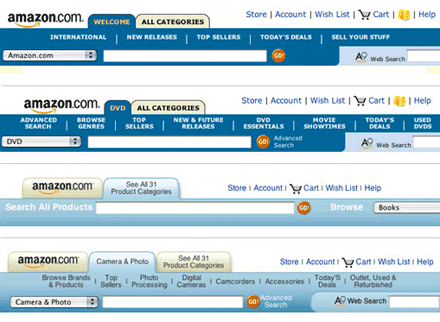 amazon.com. WELCOME ALL CATEGORIES Store | Account | Wish List | Cart | | Help
INTERNATIONAL | NEW RELEASES | TOP SELLERS | TODAY'S DEALS | SELL YOUR STUFF
Amazon.com GO! A9 Web Search
amazon.com. DVD ALL CATEGORIES Store | Account | Wish List | Cart | | Help
ADVANCED SEARCH | BROWSE GENRES | TOP SELLERS | NEW & FUTURE RELEASES | DVD ESSENTIALS | MOVIE SHOWTIMES | TODAY'S DEALS | USED DVDS
DVD GO! Advanced Search A9 Web Search
amazon.com See All 31 Product Categories Store | Account | Cart | Wish List | Help
Search All Products GO! Browse Books
amazon.com Camera & Photo See All 31 Product Categories Store | Account | Cart | Wish List | Help
Browse Brands & Products | Top Sellers | Photo Processing | Digital Cameras | Camcorders | Accessories | Today'S Deals | Outlet, Used & Refurbished
Camera & Photo GO! Advanced Search A9 Web Search